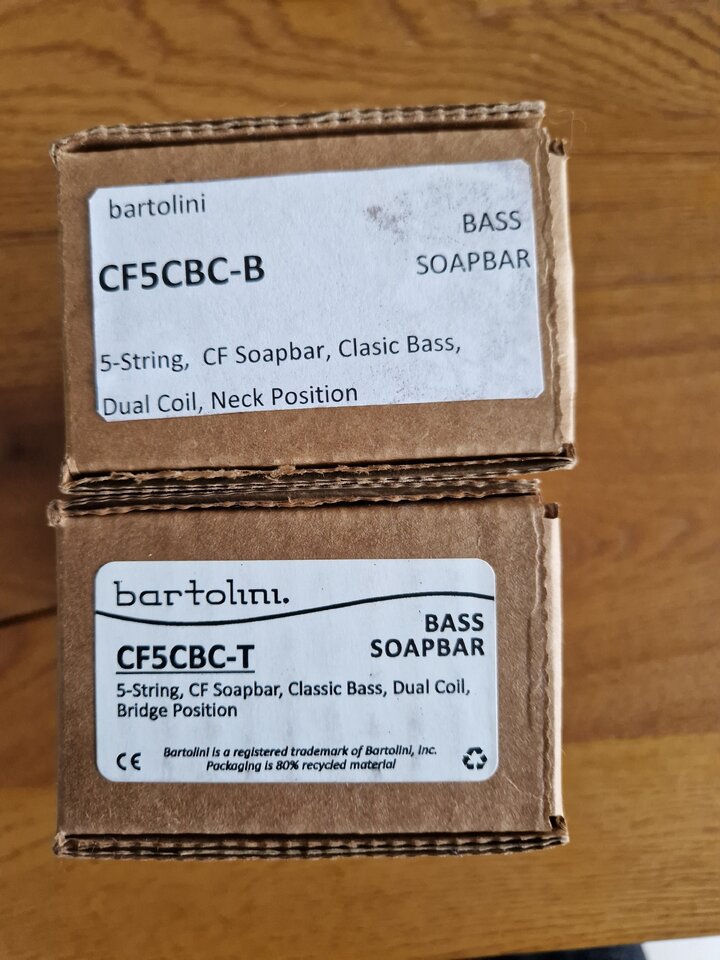 bartolini
BASS
CF5CBC-B
SOAPBAR
5-String, CF Soapbar, Clasic Bass,
Dual Coil, Neck Position
bartolini.
BASS
SOAPBAR
CF5CBC-T
5-String, CF Soapbar, Classic Bass, Dual Coil,
Bridge Position
CE
Bartolini is a registered trademark of Bartolini, Inc.
Packaging is 80% recycled material